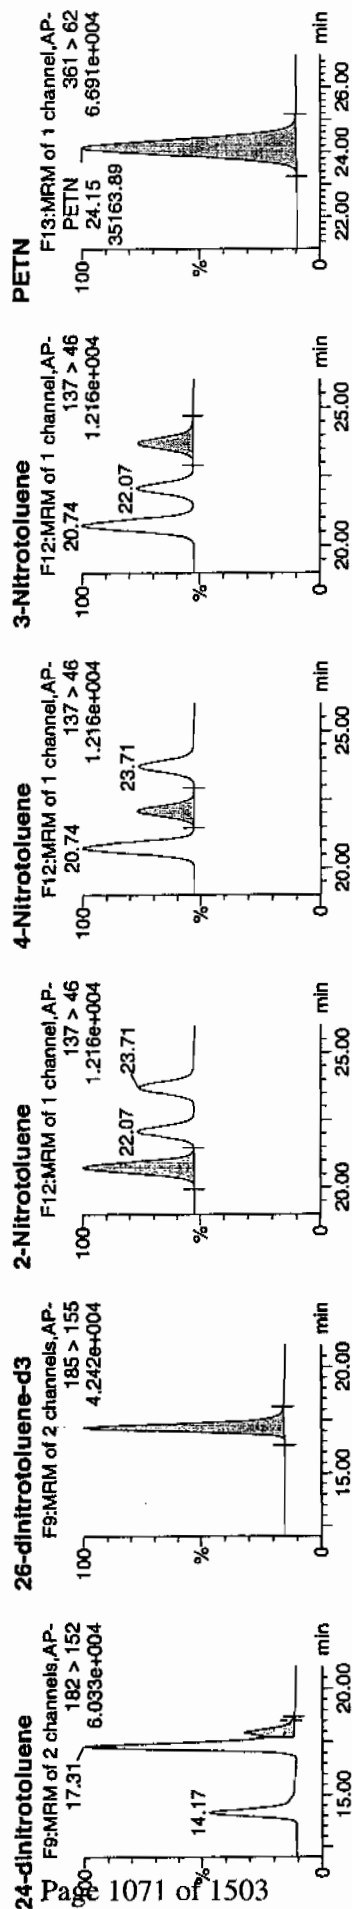 24-dinitrotoluene
F9:MRM of 2 channels,AP-
182 > 152
6.033e+004
17.31
14.17
%
15.00
20.00
min
26-dinitrotoluene-d3
F9:MRM of 2 channels,AP-
185 > 155
4.242e+004
100
%
0
15.00
20.00
min
2-Nitrotoluene
F12:MRM of 1 channel,AP-
137 > 46
1.216e+004
100
22.07
23.71
%
0
20.00
25.00
min
4-Nitrotoluene
F12:MRM of 1 channel,AP-
137 > 46
1.216e+004
100
20.74
23.71
%
0
20.00
25.00
min
3-Nitrotoluene
F12:MRM of 1 channel,AP-
137 > 46
1.216e+004
100
20.74
22.07
%
0
20.00
25.00
min
PETN
F13:MRM of 1 channel,AP-
361 > 62
6.691e+004
100
PETN
24.15
35163.89
%
0
22.00
24.00
26.00
min
Page 1071 of 1503